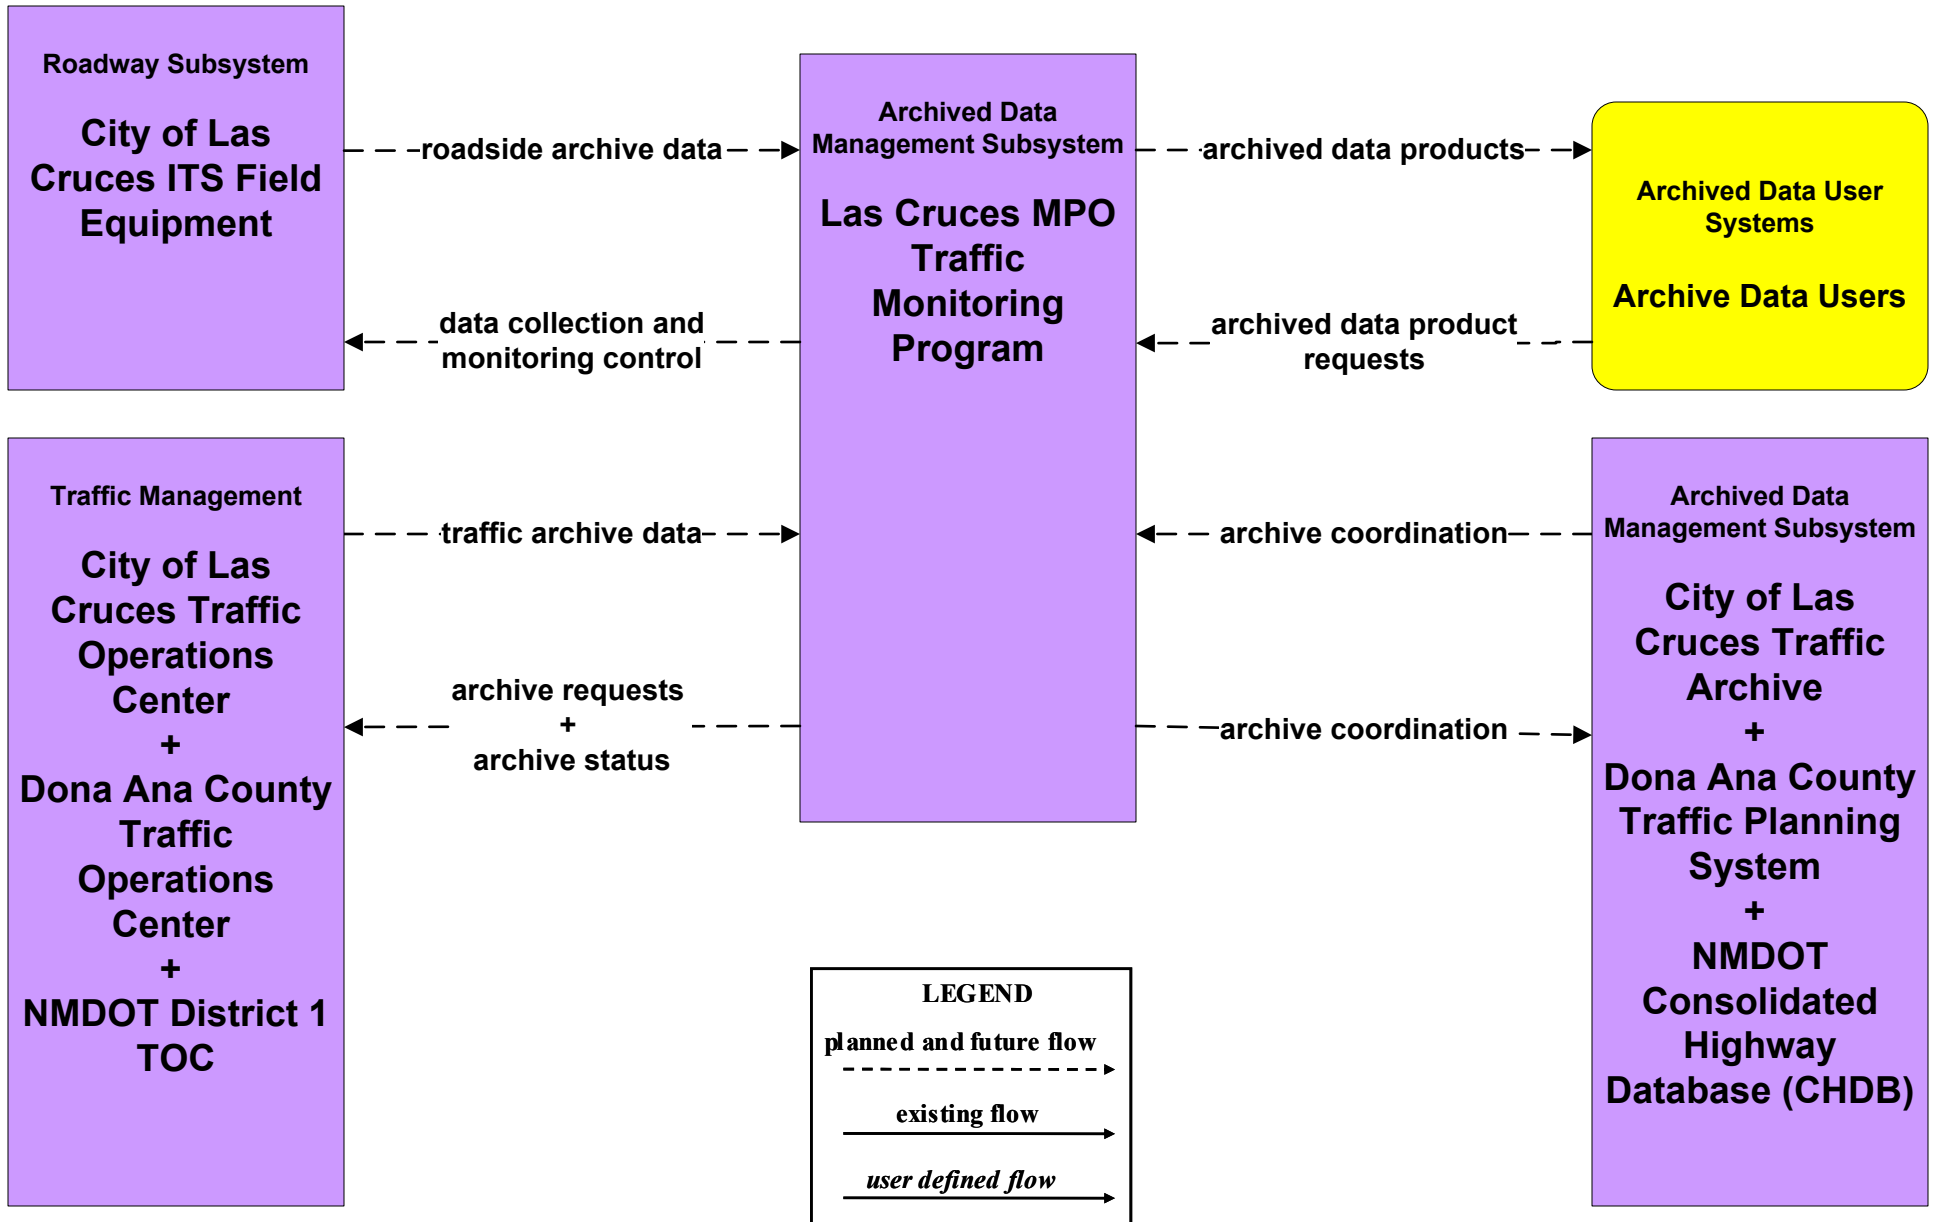 Roadway Subsystem
City of Las
Cruces ITS Field
Equipment
roadside archive data
data collection and
monitoring control
Archived Data
Management Subsystem
Las Cruces MPO
Traffic
Monitoring
Program
archived data products
archived data product
requests
Archived Data User
Systems
Archive Data Users
Traffic Management
City of Las
Cruces Traffic
Operations
Center
+
Dona Ana County
Traffic
Operations
Center
+
NMDOT District 1
TOC
traffic archive data
archive requests
+
archive status
archive coordination
archive coordination
Archived Data
Management Subsystem
City of Las
Cruces Traffic
Archive
+
Dona Ana County
Traffic Planning
System
+
NMDOT
Consolidated
Highway
Database (CHDB)
LEGEND
planned and future flow
existing flow
user defined flow